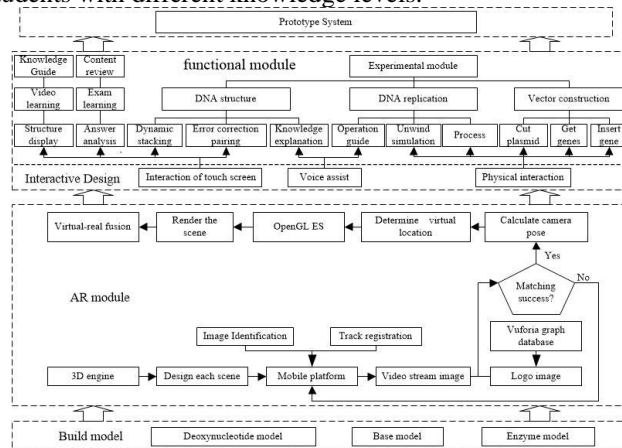 udents with different knowledge levels.
Prototype System
Knowledge Guide
Content review
functional module
Experimental module
Video learning
Exam learning
DNA structure
DNA replication
Vector construction
Structure display
Answer analysis
Dynamic stacking
Error correction pairing
Knowledge explanation
Operation guide
Unwind simulation
Process
Cut plasmid
Get genes
Insert gene
Interactive Design
Interaction of touch screen
Voice assist
Physical interaction
Virtual-real fusion
Render the scene
OpenGL ES
Determine virtual location
Calculate camera pose
Yes
No
Matching success?
AR module
Image Identification
Track registration
Vuforia graph database
3D engine
Design each scene
Mobile platform
Video stream image
Logo image
Build model
Deoxynucleotide model
Base model
Enzyme model